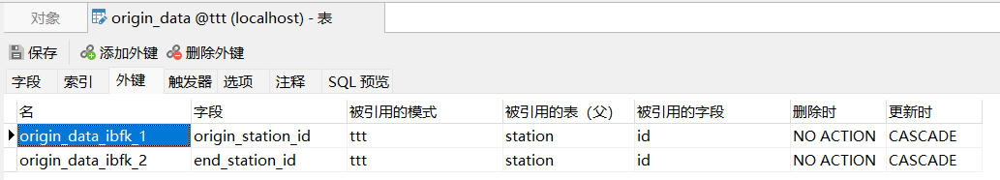 对象 origin_data @ttt (localhost) - 表
保存 添加外键 删除外键
字段 索引 外键 触发器 选项 注释 SQL 预览
名 字段 被引用的模式 被引用的表（父） 被引用的字段 删除时 更新时
origin_data_ibfk_1 origin_station_id ttt station id NO ACTION CASCADE
origin_data_ibfk_2 end_station_id ttt station id NO ACTION CASCADE